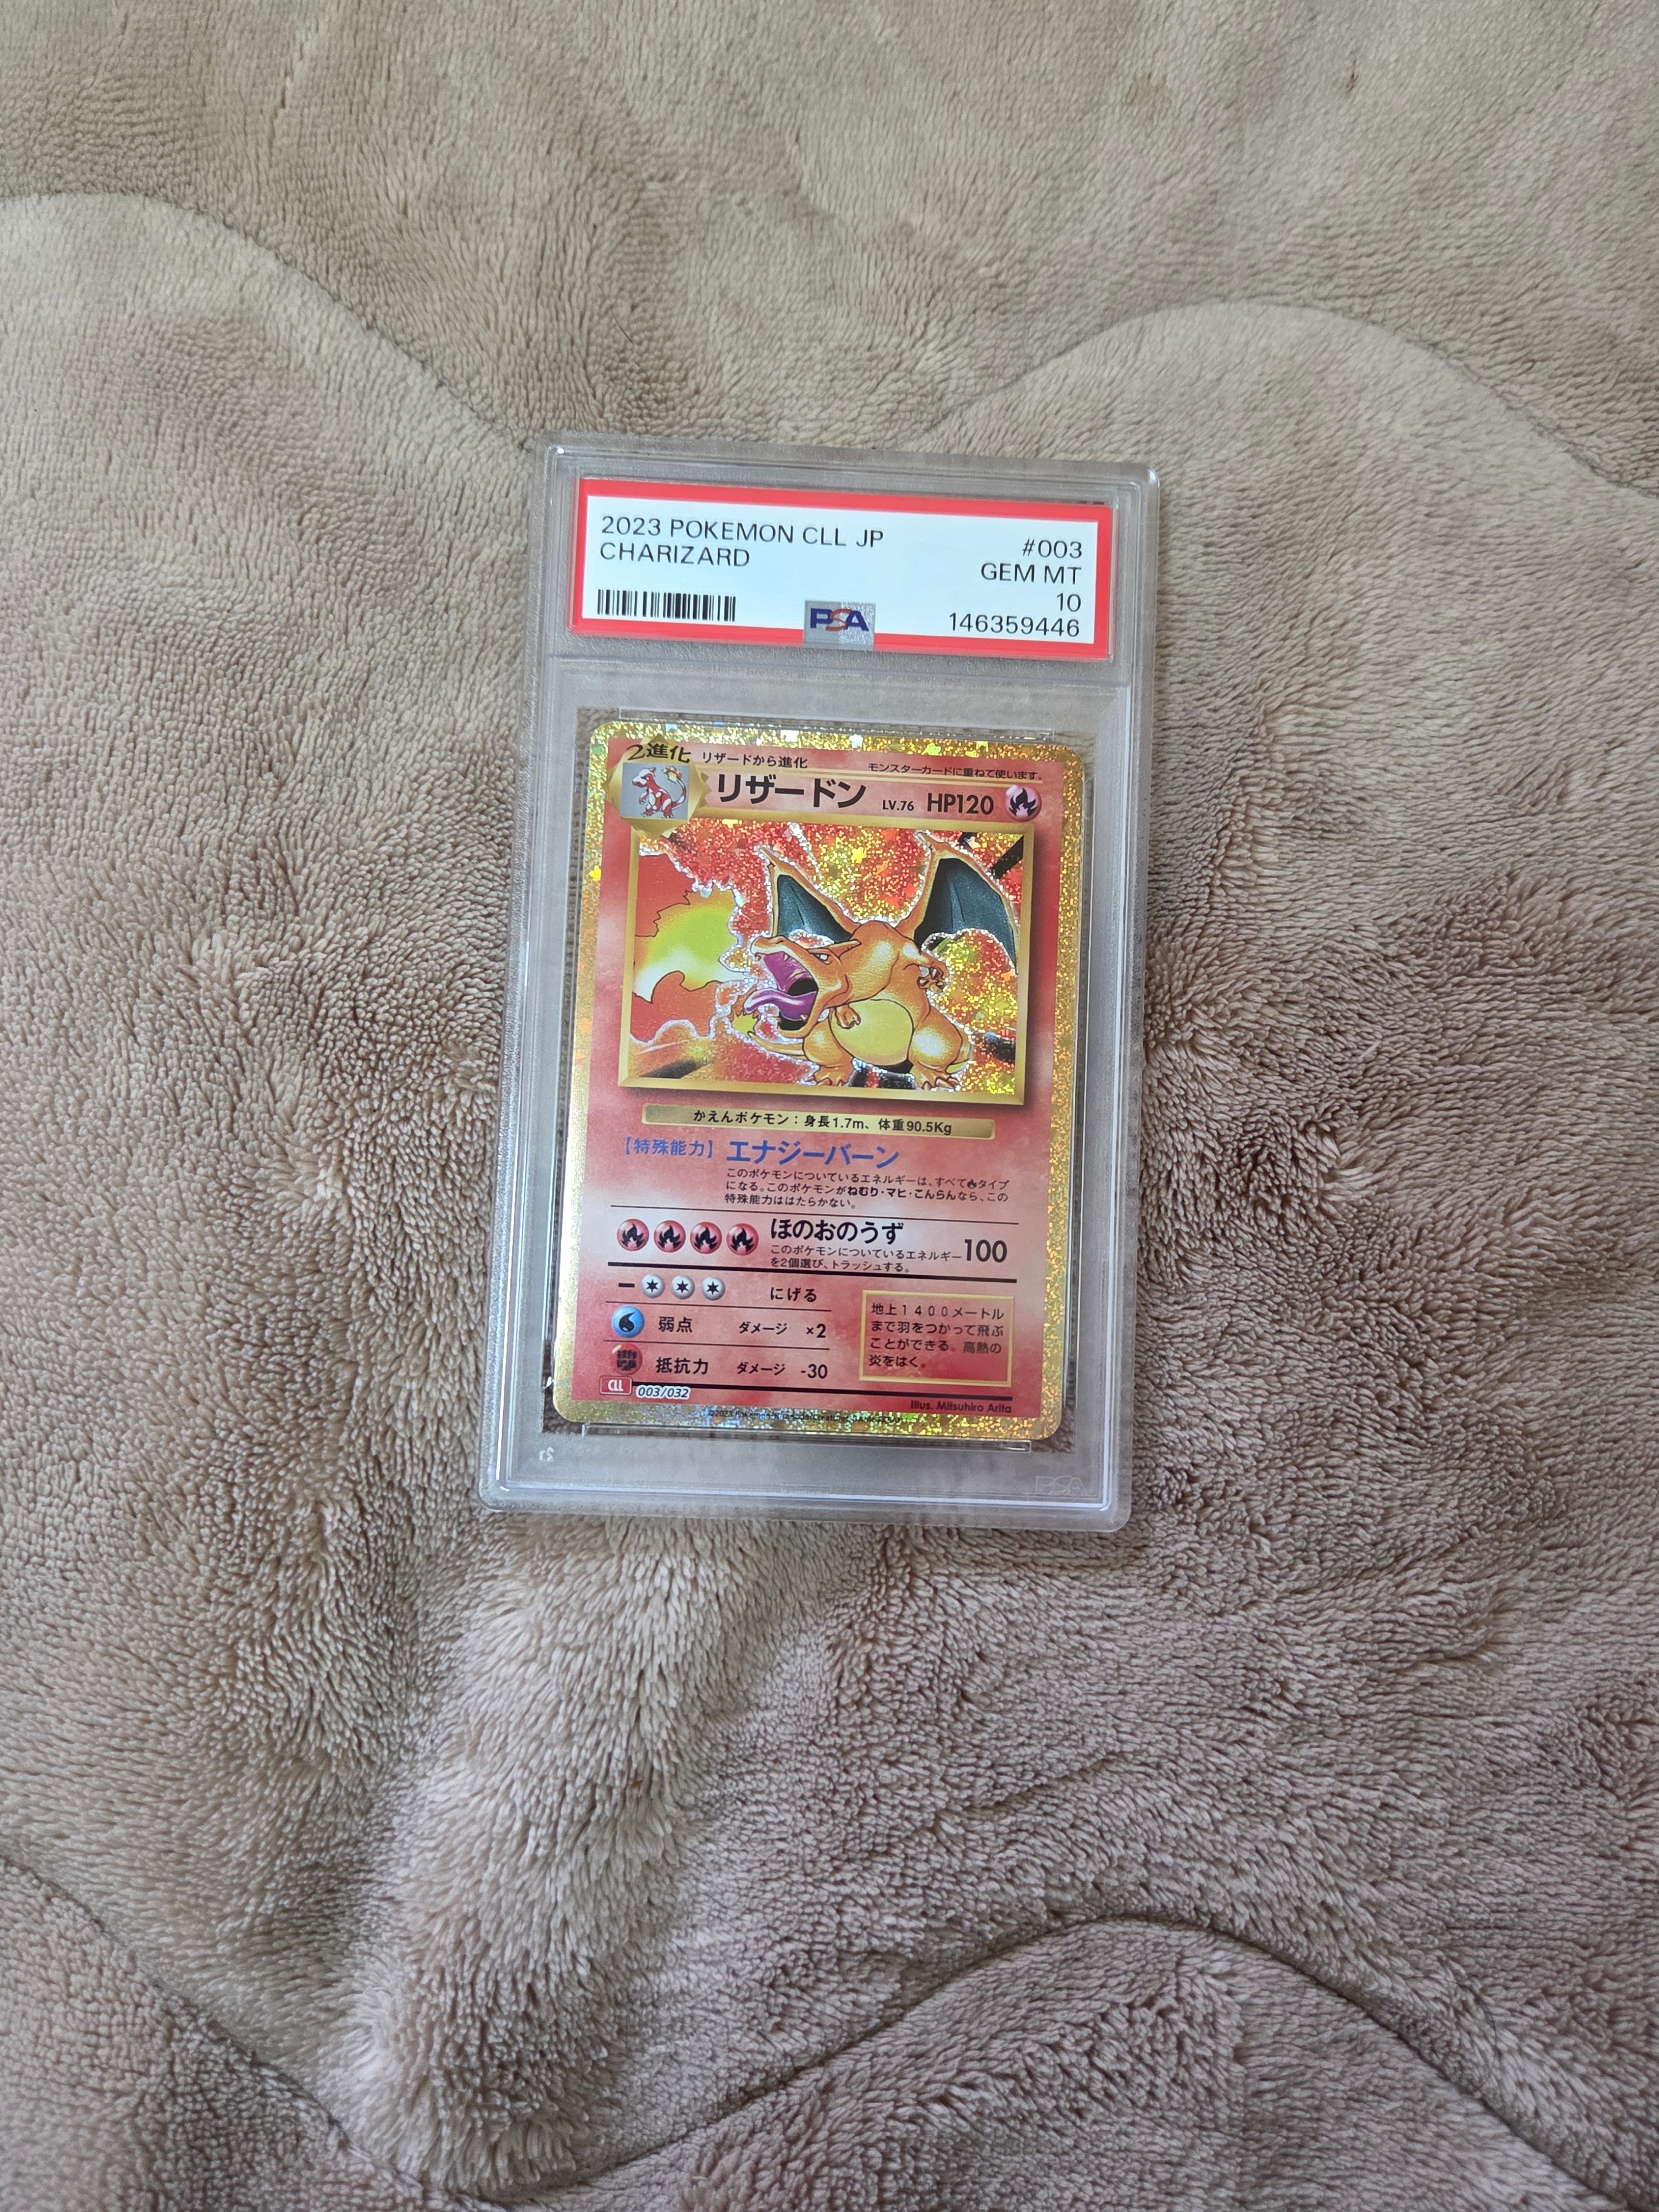 2023 POKEMON CLL JP #003
CHARIZARD GEM MT
10
PSA 146359446
2進化 リザードから進化 モンスターカードに重ねて使います。
リザードン LV.76 HP120
かえんポケモン:身長1.7m、体重90.5Kg
【特殊能力】 エナジーバーン
このポケモンについているエネルギーは、すべてタイプ
になる。このポケモンがねむり・マヒ・こんらんなら、この
特殊能力ははたらかない。
ほのおのうず
このポケモンについているエネルギー 100
を2個選び、トラッシュする。
にげる
弱点 ダメージ ×2
抵抗力 ダメージ -30
地上1400メートル
まで羽をつかって飛ぶ
ことができる。高熱の
炎をはく。
CLL 003/032
Illus. Mitsuhiro Arita
PSA